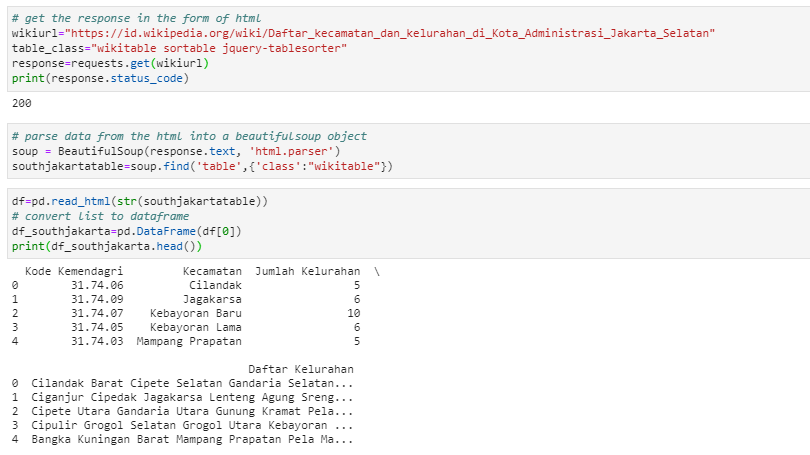 # get the response in the form of html
wikiurl="https://id.wikipedia.org/wiki/Daftar_kecamatan_dan_kelurahan_di_Kota_Administrasi_Jakarta_Selatan"
table_class="wikitable sortable jquery-tablesorter"
response=requests.get(wikiurl)
print(response.status_code)
200
# parse data from the html into a beautifulsoup object
soup = BeautifulSoup(response.text, 'html.parser')
southjakartatable=soup.find('table',{'class':"wikitable"})
df=pd.read_html(str(southjakartatable))
# convert list to dataframe
df_southjakarta=pd.DataFrame(df[0])
print(df_southjakarta.head())
  Kode Kemendagri         Kecamatan  Jumlah Kelurahan  \
0        31.74.06          Cilandak                 5
1        31.74.09         Jagakarsa                 6
2        31.74.07    Kebayoran Baru                10
3        31.74.05    Kebayoran Lama                 6
4        31.74.03  Mampang Prapatan                 5
                                    Daftar Kelurahan
0  Cilandak Barat Cipete Selatan Gandaria Selatan...
1  Ciganjur Cipedak Jagakarsa Lenteng Agung Sreng...
2  Cipete Utara Gandaria Utara Gunung Kramat Pela...
3  Cipulir Grogol Selatan Grogol Utara Kebayoran ...
4  Bangka Kuningan Barat Mampang Prapatan Pela Ma...